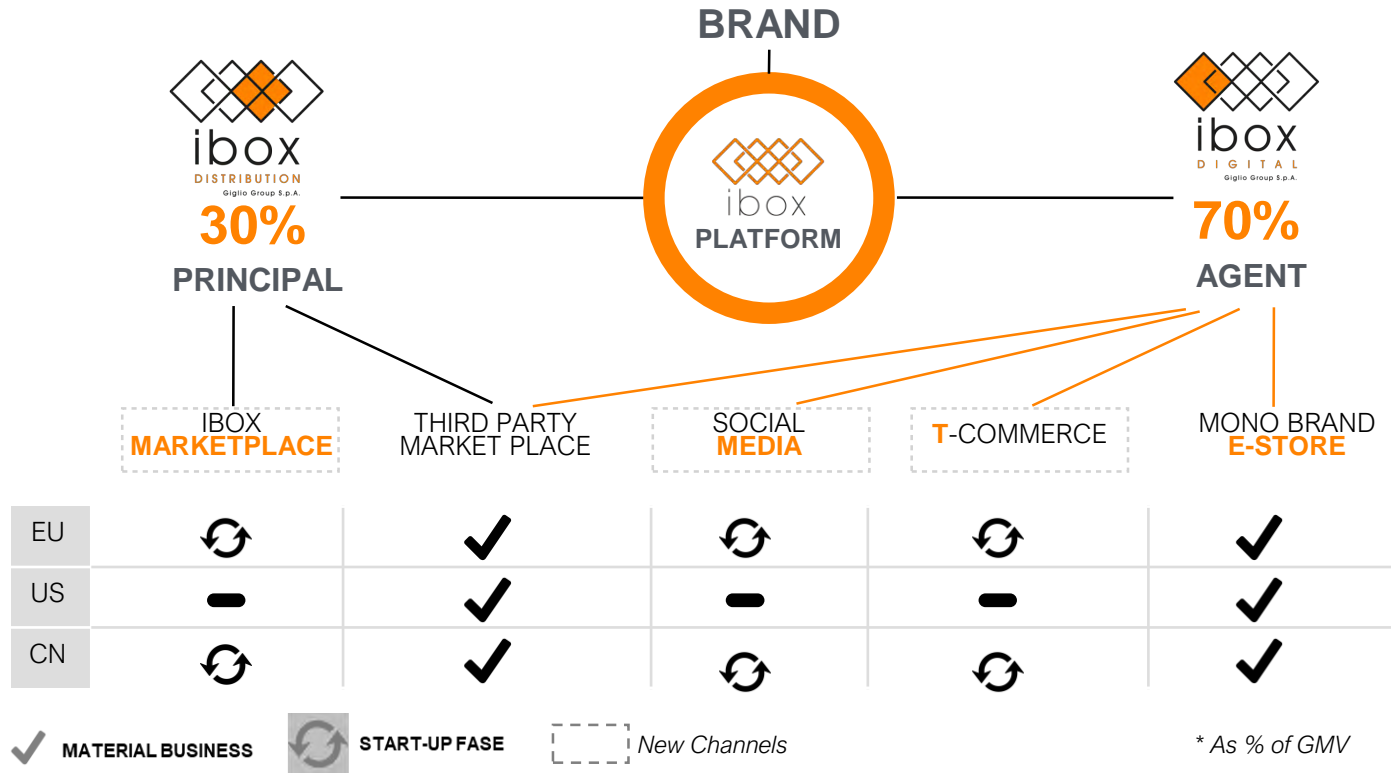 BRAND
ibox
DISTRIBUTION
Giglio Group S.p.A.
30%
PRINCIPAL
ibox
PLATFORM
ibox
DIGITAL
Giglio Group S.p.A.
70%
AGENT
IBOX
MARKETPLACE
THIRD PARTY
MARKET PLACE
SOCIAL
MEDIA
T-COMMERCE
MONO BRAND
E-STORE
EU
US
CN
MATERIAL BUSINESS
START-UP FASE
New Channels
* As % of GMV